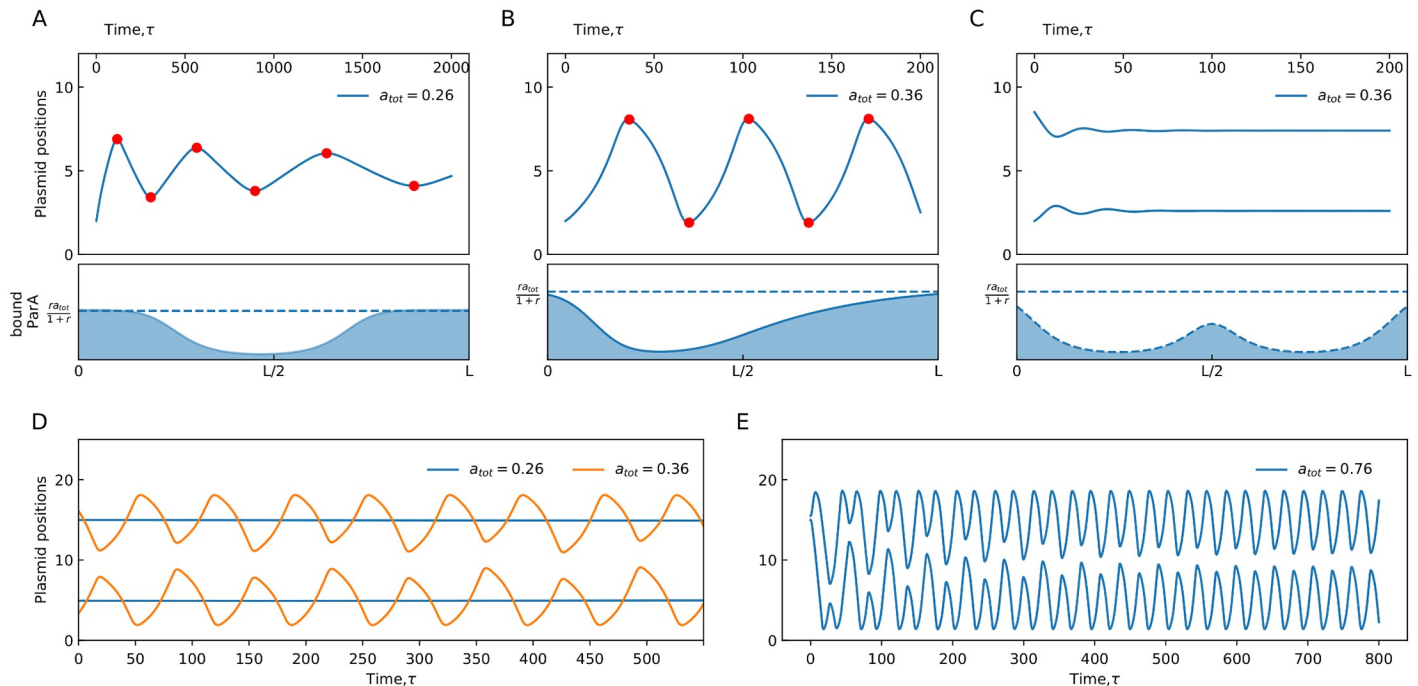 A
Time,τ
0 500 1000 1500 2000
10
5
0
Plasmid positions
a_tot = 0.26
bound
ParA
ra_tot
1 + r
0 L/2 L
B
Time,τ
0 50 100 150 200
10
5
0
a_tot = 0.36
ra_tot
1 + r
0 L/2 L
C
Time,τ
0 50 100 150 200
10
5
0
a_tot = 0.36
ra_tot
1 + r
0 L/2 L
D
Plasmid positions
20
10
0
a_tot = 0.26 a_tot = 0.36
0 50 100 150 200 250 300 350 400 450 500
Time,τ
E
20
10
0
a_tot = 0.76
0 100 200 300 400 500 600 700 800
Time,τ